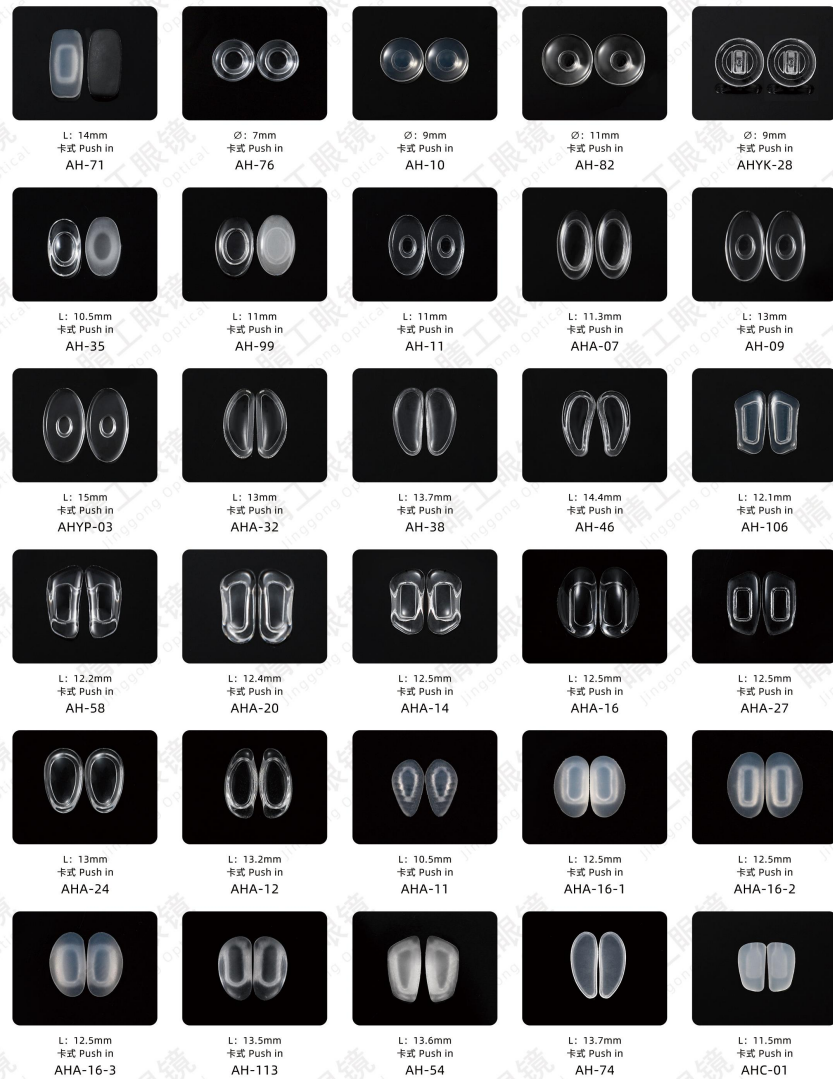 L: 14mm
卡式 Push in
AH-71
Ø: 7mm
卡式 Push in
AH-76
Ø: 9mm
卡式 Push in
AH-10
Ø: 11mm
卡式 Push in
AH-82
Ø: 9mm
卡式 Push in
AHYK-28
L: 10.5mm
卡式 Push in
AH-35
L: 11mm
卡式 Push in
AH-99
L: 11mm
卡式 Push in
AH-11
L: 11.3mm
卡式 Push in
AHA-07
L: 13mm
卡式 Push in
AH-09
L: 15mm
卡式 Push in
AHYP-03
L: 13mm
卡式 Push in
AHA-32
L: 13.7mm
卡式 Push in
AH-38
L: 14.4mm
卡式 Push in
AH-46
L: 12.1mm
卡式 Push in
AH-106
L: 12.2mm
卡式 Push in
AH-58
L: 12.4mm
卡式 Push in
AHA-20
L: 12.5mm
卡式 Push in
AHA-14
L: 12.5mm
卡式 Push in
AHA-16
L: 12.5mm
卡式 Push in
AHA-27
L: 13mm
卡式 Push in
AHA-24
L: 13.2mm
卡式 Push in
AHA-12
L: 10.5mm
卡式 Push in
AHA-11
L: 12.5mm
卡式 Push in
AHA-16-1
L: 12.5mm
卡式 Push in
AHA-16-2
L: 12.5mm
卡式 Push in
AHA-16-3
L: 13.5mm
卡式 Push in
AH-113
L: 13.6mm
卡式 Push in
AH-54
L: 13.7mm
卡式 Push in
AH-74
L: 11.5mm
卡式 Push in
AHC-01
睛工眼镜
Jinggong Optical